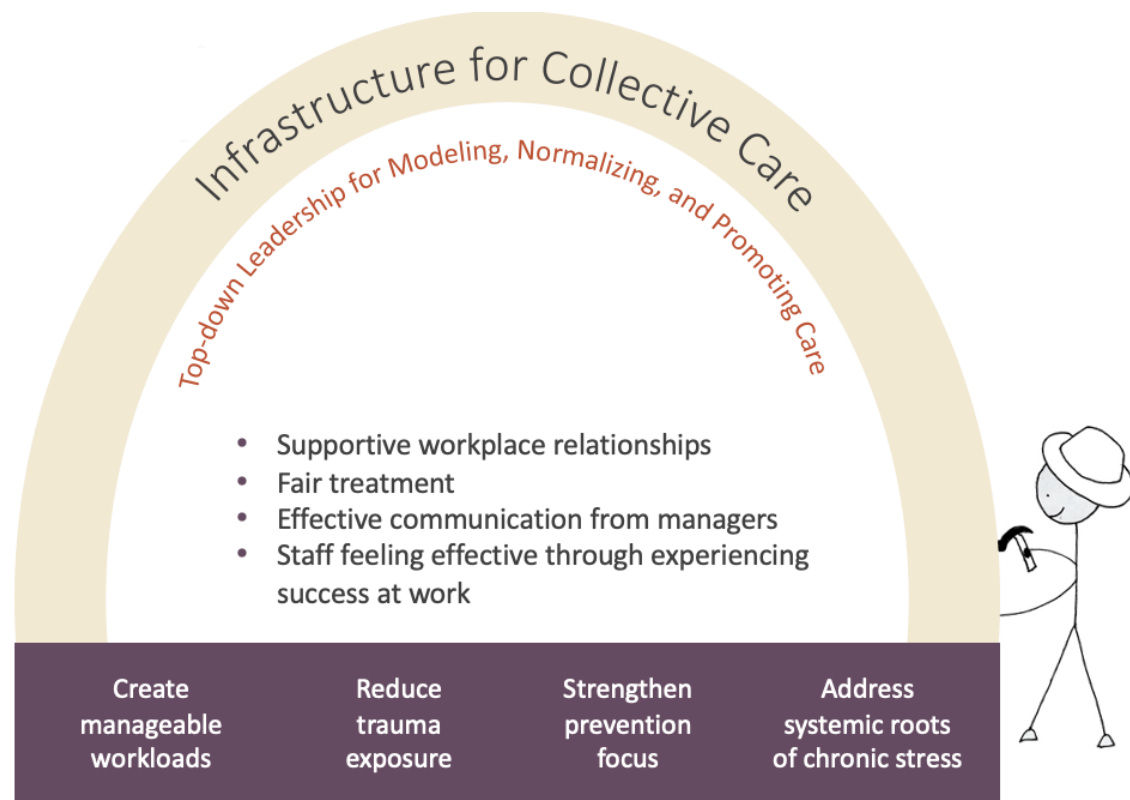 Infrastructure for Collective Care
Top-down Leadership for Modeling, Normalizing, and Promoting Care
• Supportive workplace relationships
• Fair treatment
• Effective communication from managers
• Staff feeling effective through experiencing
success at work
Create
manageable
workloads
Reduce
trauma
exposure
Strengthen
prevention
focus
Address
systemic roots
of chronic stress